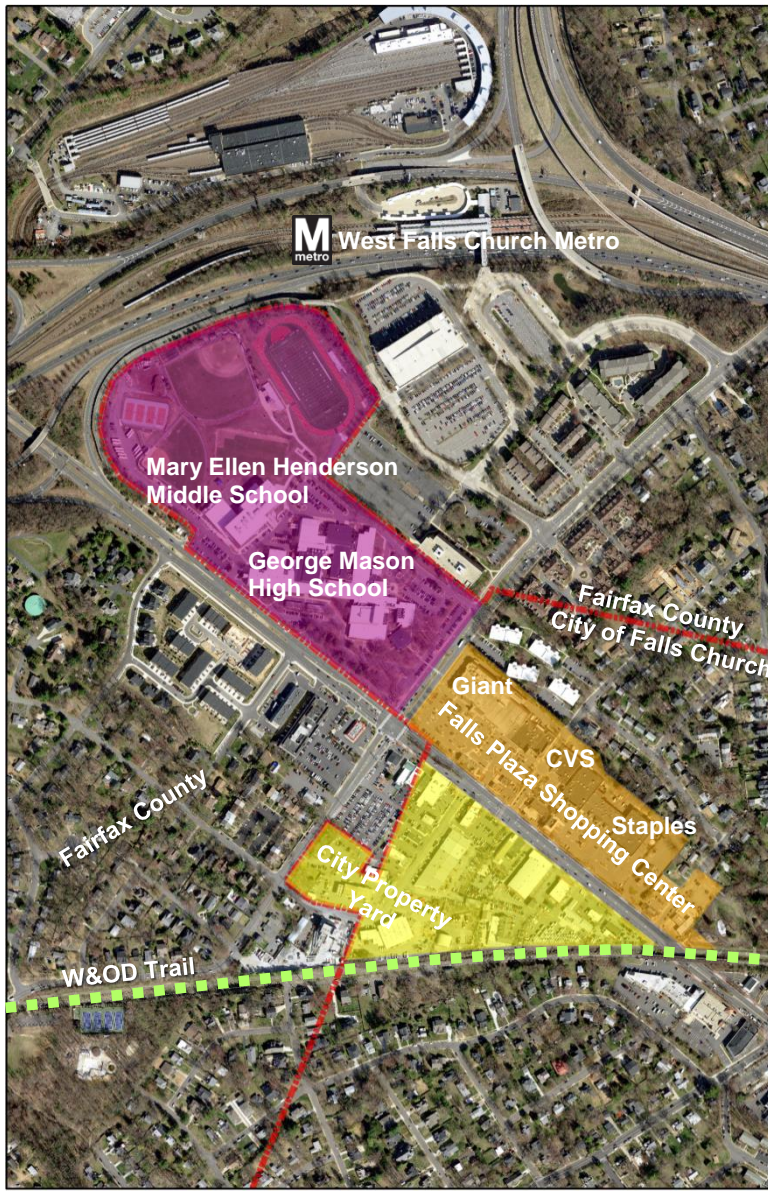 M
metro
West Falls Church Metro
Mary Ellen Henderson
Middle School
George Mason
High School
Fairfax County
City of Falls Church
Giant
Falls Plaza Shopping Center
CVS
Staples
Fairfax County
City Property
Yard
W&OD Trail